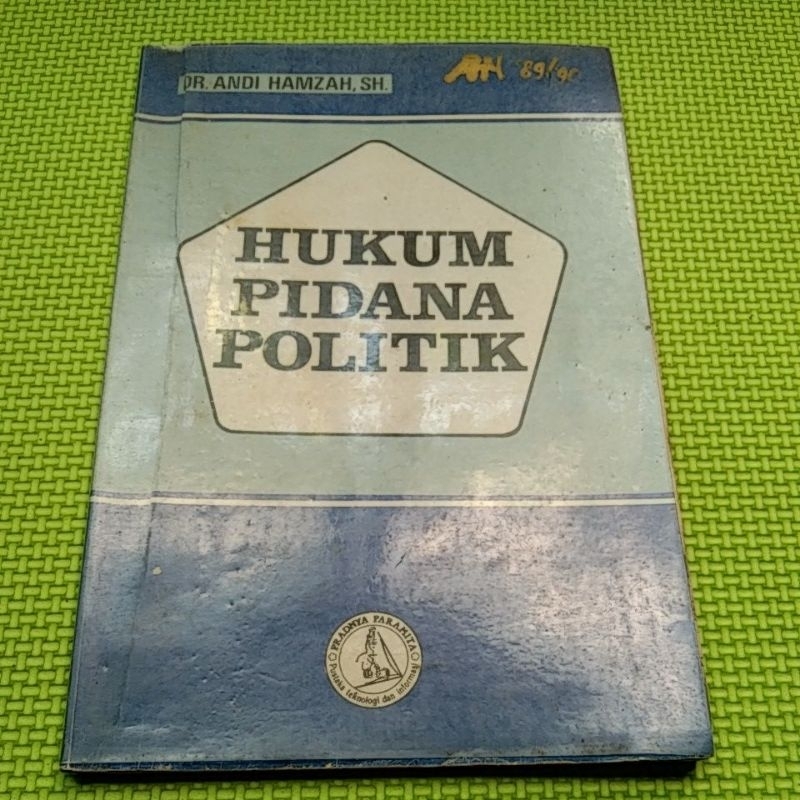 DR. ANDI HAMZAH, SH.
'89/'90
HUKUM
PIDANA
POLITIK
PRADNYA PARAMITA
Pustaka teknologi dan informasi